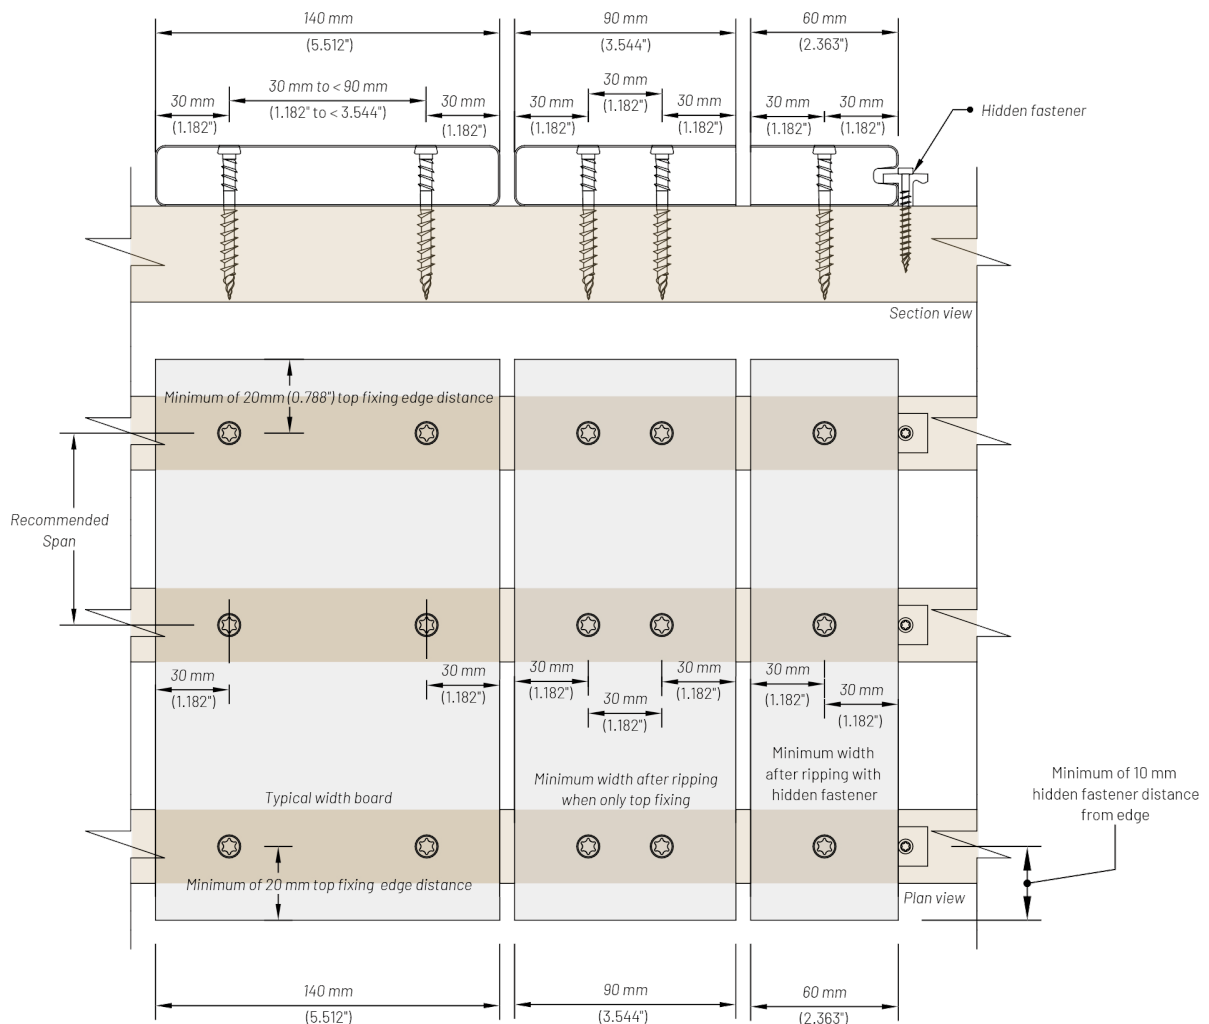 140 mm
(5.512")
90 mm
(3.544")
60 mm
(2.363")
30 mm to < 90 mm
(1.182" to < 3.544")
30 mm
(1.182")
30 mm
(1.182")
30 mm
(1.182")
30 mm
(1.182")
30 mm
(1.182")
30 mm
(1.182")
30 mm
(1.182")
Hidden fastener
Section view
Minimum of 20mm (0.788") top fixing edge distance
Recommended
Span
30 mm
(1.182")
30 mm
(1.182")
30 mm
(1.182")
30 mm
(1.182")
30 mm
(1.182")
30 mm
(1.182")
30 mm
(1.182")
Typical width board
Minimum width after ripping
when only top fixing
Minimum width
after ripping with
hidden fastener
Minimum of 10 mm
hidden fastener distance
from edge
Minimum of 20 mm top fixing edge distance
Plan view
140 mm
(5.512")
90 mm
(3.544")
60 mm
(2.363")